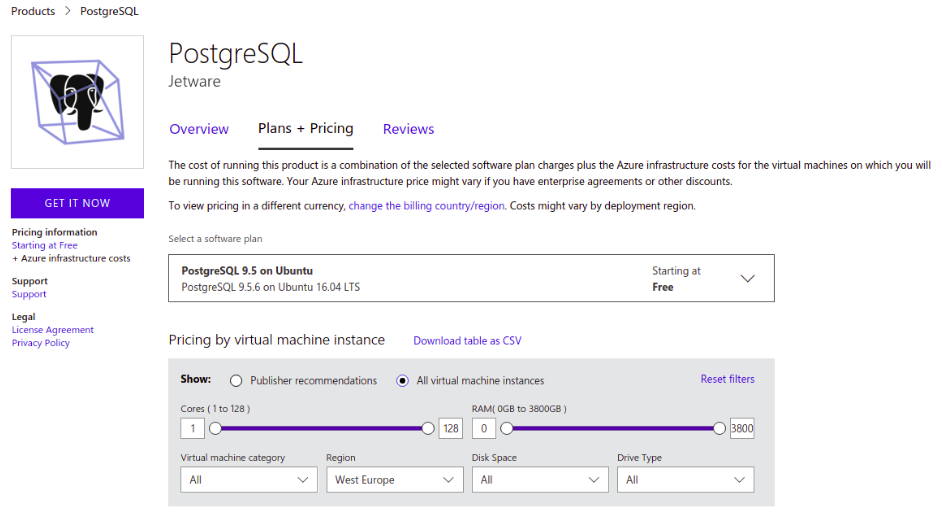 Products > PostgreSQL
PostgreSQL
Jetware
Overview Plans + Pricing Reviews
The cost of running this product is a combination of the selected software plan charges plus the Azure infrastructure costs for the virtual machines on which you will
be running this software. Your Azure infrastructure price might vary if you have enterprise agreements or other discounts.
To view pricing in a different currency, change the billing country/region. Costs might vary by deployment region.
GET IT NOW
Pricing information
Starting at Free
+ Azure infrastructure costs
Support
Support
Legal
License Agreement
Privacy Policy
Select a software plan
PostgreSQL 9.5 on Ubuntu
PostgreSQL 9.5.6 on Ubuntu 16.04 LTS
Starting at
Free
Pricing by virtual machine instance Download table as CSV
Show: Publisher recommendations All virtual machine instances Reset filters
Cores ( 1 to 128 ) RAM( 0GB to 3800GB )
1 128 0 3800
Virtual machine category Region Disk Space Drive Type
All West Europe All All